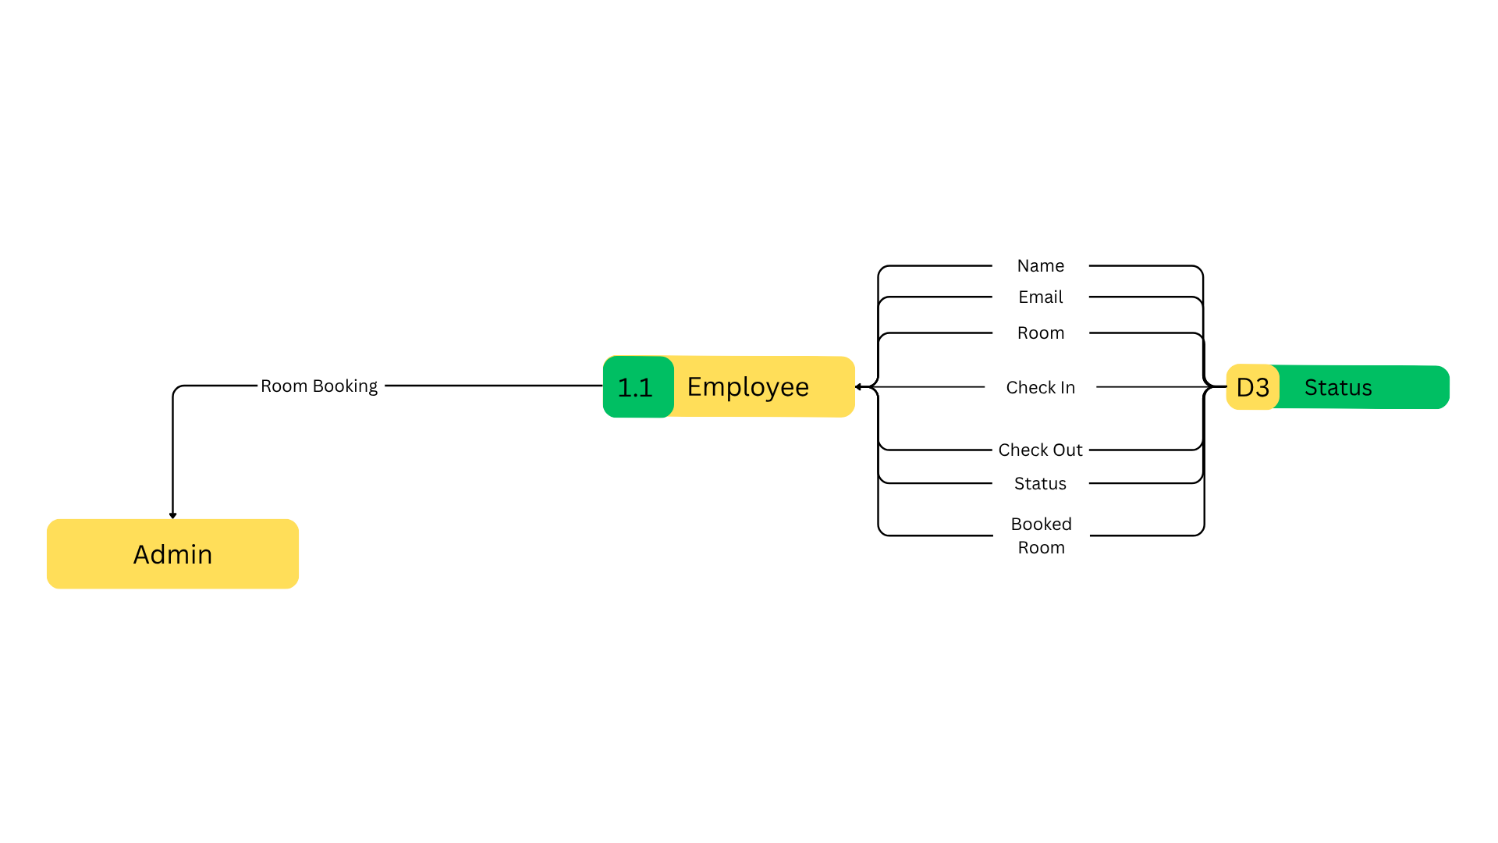 Name
Email
Room
Room Booking
1.1
Employee
Check In
D3
Status
Check Out
Status
Booked
Room
Admin